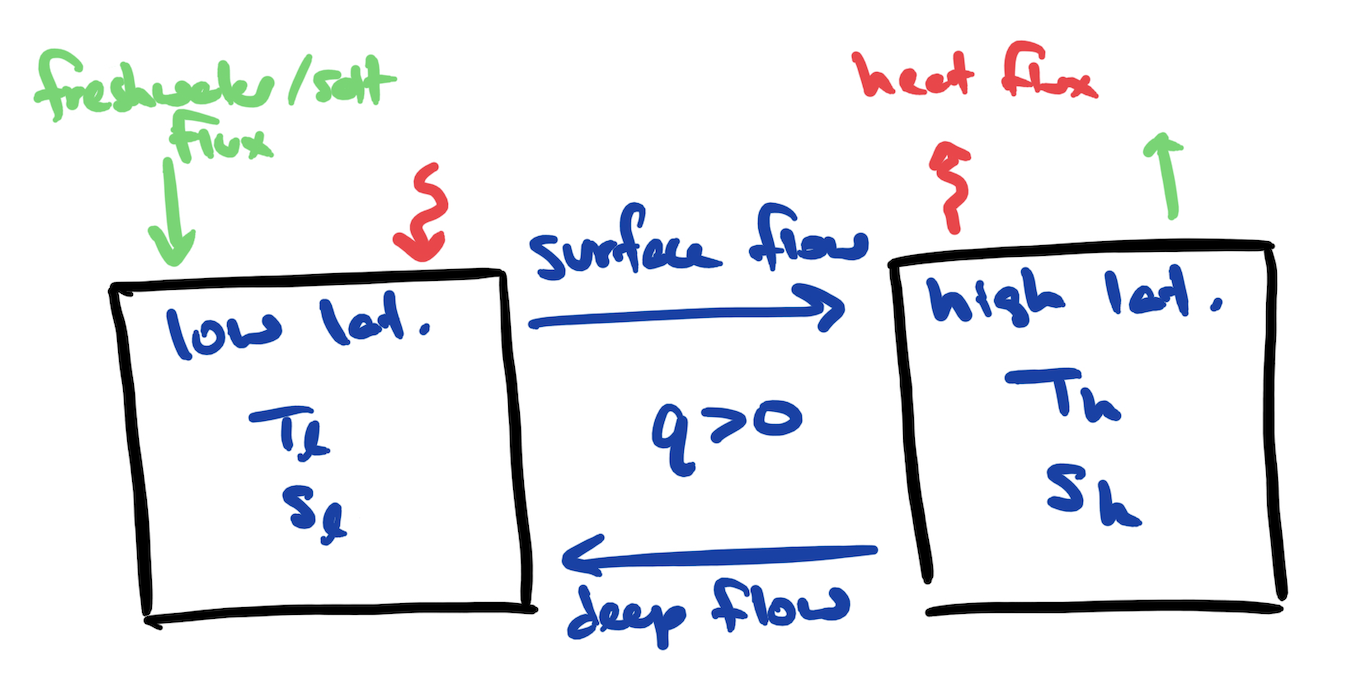 freshwater/salt
flux
heat flux
surface flow
low lat.
high lat.
T_l
S_l
q>0
T_h
S_h
deep flow